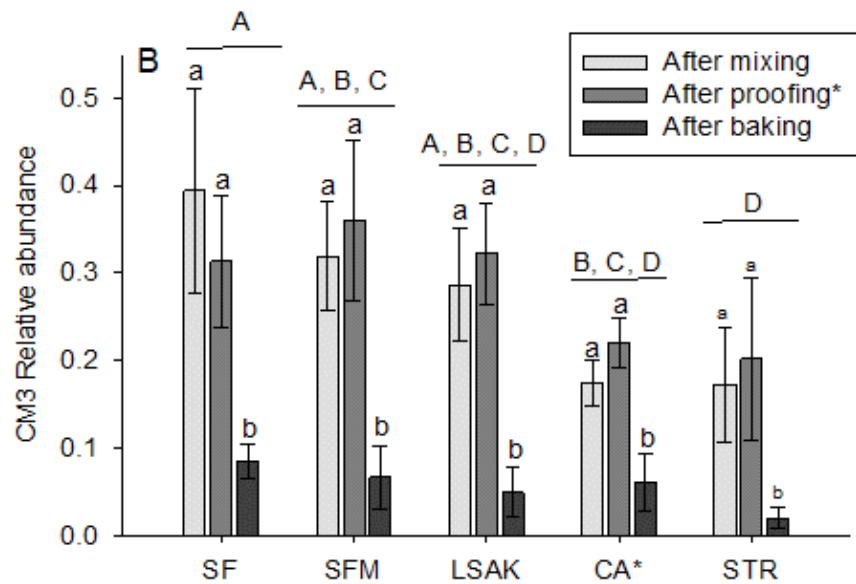 A
B
After mixing
After proofing*
After baking
A, B, C
A, B, C, D
B, C, D
D
a
a
b
a
a
b
a
a
b
a
a
b
a
a
b
CM3 Relative abundance
0.5
0.4
0.3
0.2
0.1
0.0
SF
SFM
LSAK
CA*
STR